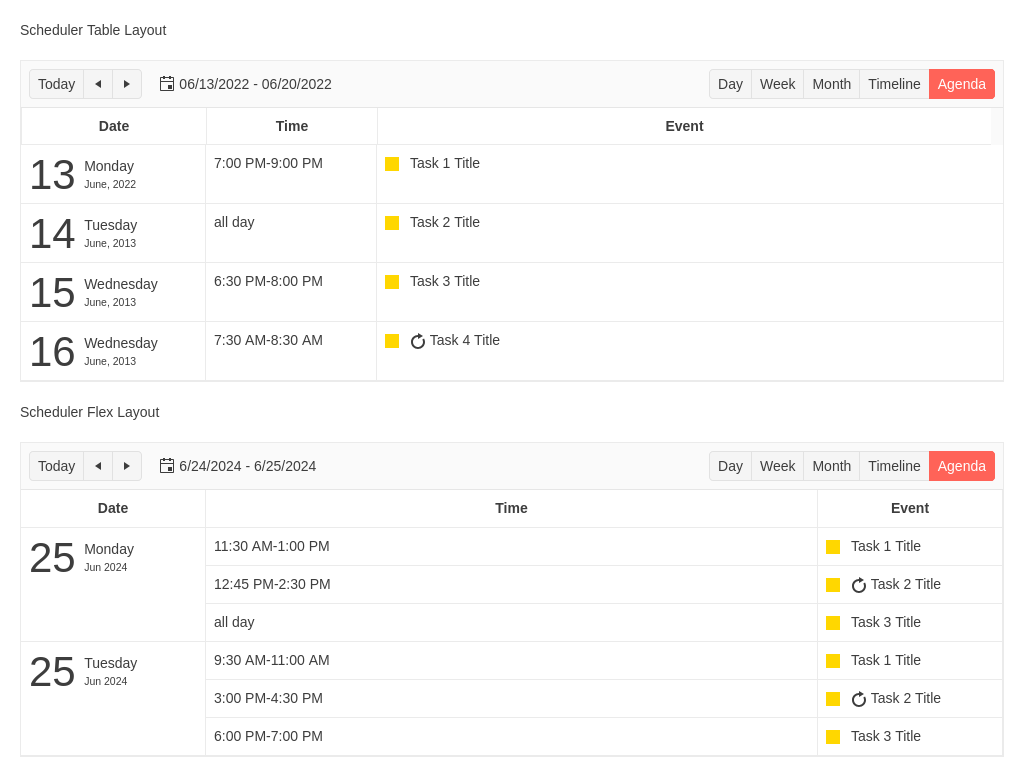 Scheduler Table Layout
Today 06/13/2022 - 06/20/2022 Day Week Month Timeline Agenda
Date Time Event
13 Monday 7:00 PM-9:00 PM Task 1 Title
June, 2022
14 Tuesday all day Task 2 Title
June, 2013
15 Wednesday 6:30 PM-8:00 PM Task 3 Title
June, 2013
16 Wednesday 7:30 AM-8:30 AM Task 4 Title
June, 2013
Scheduler Flex Layout
Today 6/24/2024 - 6/25/2024 Day Week Month Timeline Agenda
Date Time Event
25 Monday 11:30 AM-1:00 PM Task 1 Title
Jun 2024
12:45 PM-2:30 PM Task 2 Title
all day Task 3 Title
25 Tuesday 9:30 AM-11:00 AM Task 1 Title
Jun 2024
3:00 PM-4:30 PM Task 2 Title
6:00 PM-7:00 PM Task 3 Title